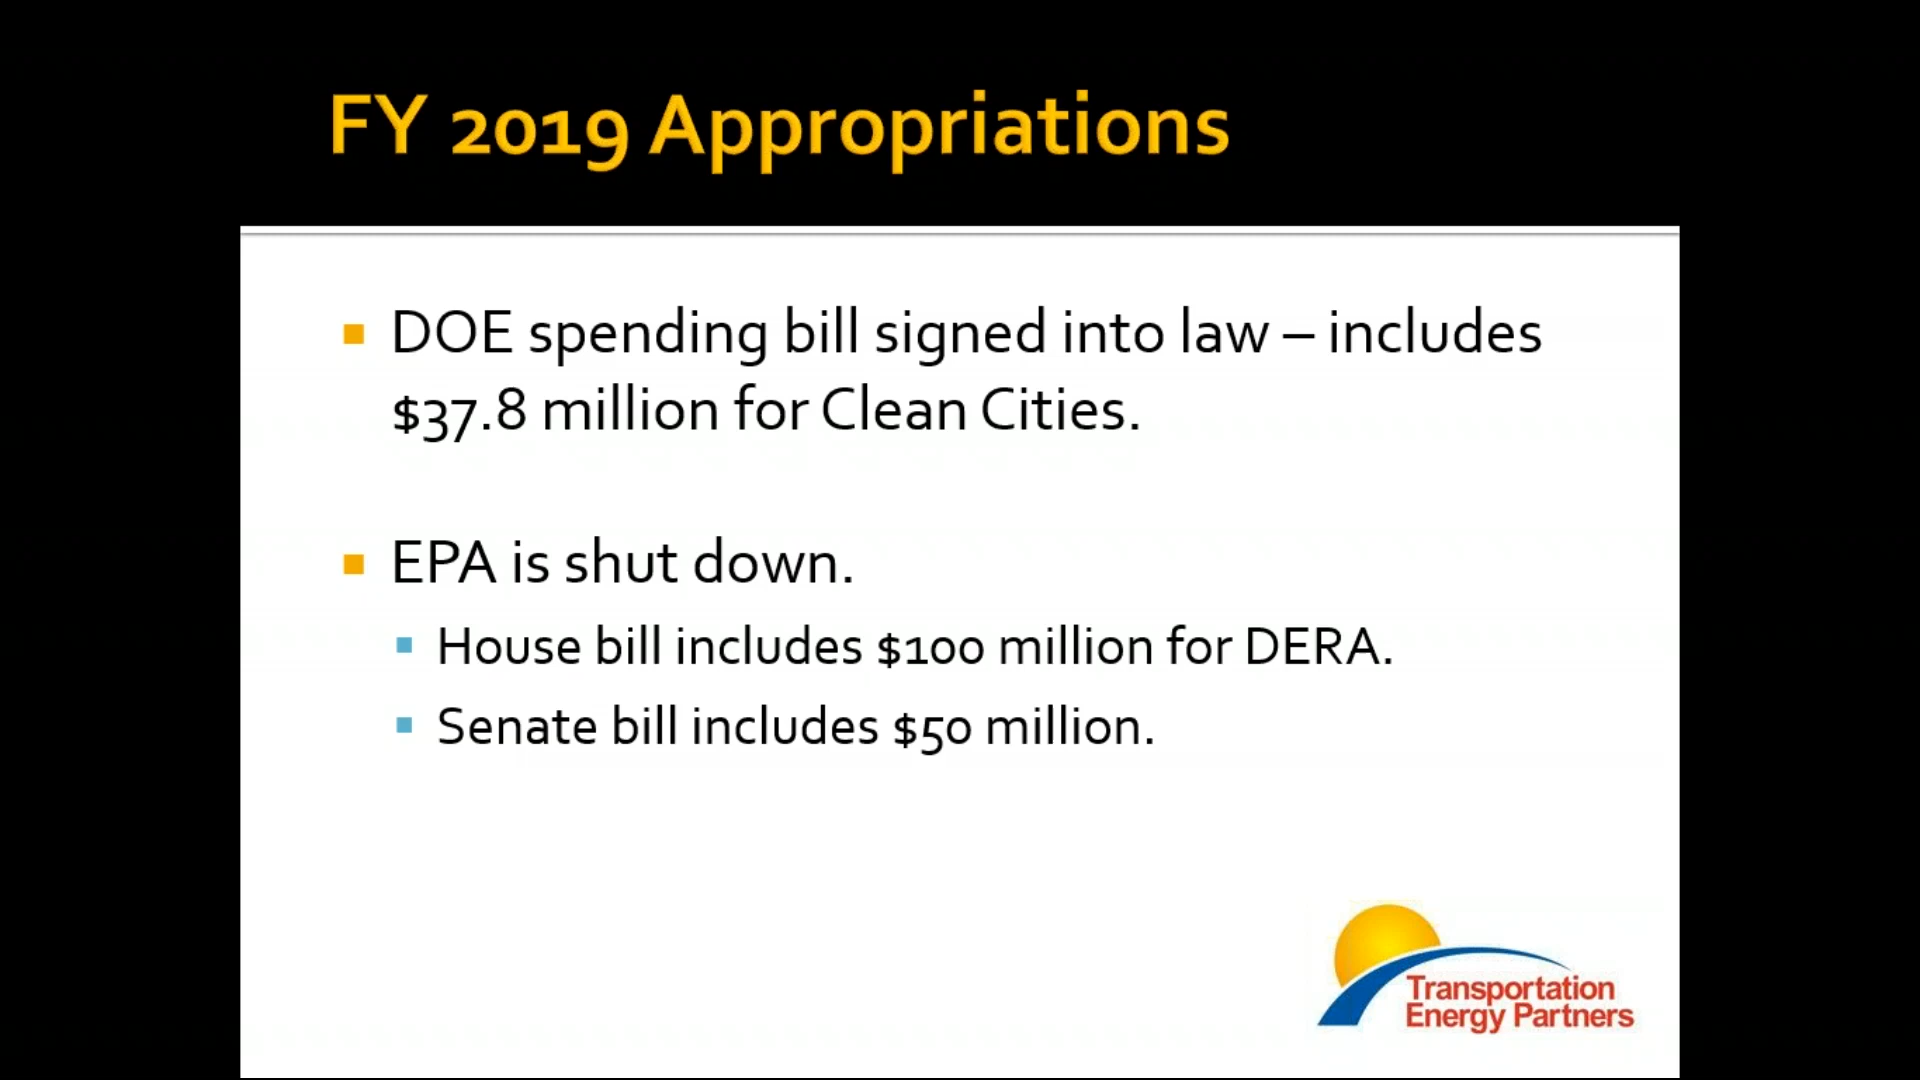 FY 2019 Appropriations
DOE spending bill signed into law – includes
$37.8 million for Clean Cities.
EPA is shut down.
House bill includes $100 million for DERA.
Senate bill includes $50 million.
Transportation
Energy Partners